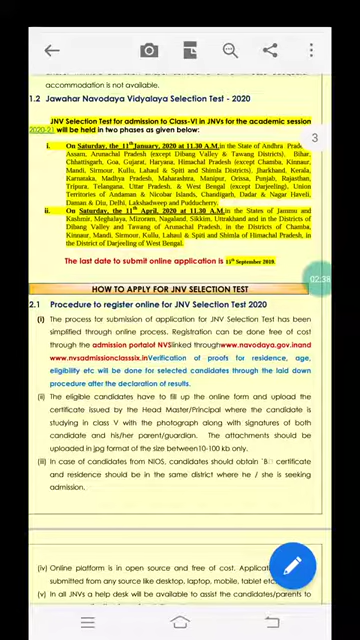 accommodation is not available.
1.2 Jawahar Navodaya Vidyalaya Selection Test - 2020
JNV Selection Test for admission to Class-VI in JNVs for the academic session
2020-21 will be held in two phases as given below:
i. On Saturday, the 11th January, 2020 at 11.30 A.M. in the State of Andhra
Assam, Arunachal Pradesh (except Dibang Valley & Tawang Districts), Bihar,
Chhattisgarh, Goa, Gujarat, Haryana, Himachal Pradesh (except Chamba, Kinnaur,
Mandi, Sirmour, Kullu, Lahaul & Spiti and Shimla Districts), Jharkhand, Kerala,
Karnataka, Madhya Pradesh, Maharashtra, Manipur, Orissa, Punjab, Rajasthan,
Tripura, Telangana, Uttar Pradesh, & West Bengal (except Darjeeling), Union
Territories of Andaman & Nicobar Islands, Chandigarh, Dadar & Nagar Haveli,
Daman & Diu, Delhi, Lakshadweep and Puducherry.
ii. On Saturday, the 11th April, 2020 at 11.30 A.M. in the States of Jammu and
Kashmir, Meghalaya, Mizoram, Nagaland, Sikkim, Uttrakhand and in the Districts of
Dibang Valley and Tawang of Arunachal Pradesh, in the Districts of Chamba,
Kinnaur, Mandi, Sirmour, Kullu, Lahaul & Spiti and Shimla of Himachal Pradesh, in
the District of Darjeeling of West Bengal.
3
The last date to submit online application is 15th September 2019.
02:38
HOW TO APPLY FOR JNV SELECTION TEST
2.1 Procedure to register online for JNV Selection Test 2020
(i) The process for submission of application for JNV Selection Test has been
simplified through online process. Registration can be done free of cost
through the admission portalof NVSlinked throughwww.navodaya.gov.inand
www.nvsadmissionclasssix.inVerification of proofs for residence, age,
eligibility etc will be done for selected candidates through the laid down
procedure after the declaration of results.
(ii) The eligible candidates have to fill up the online form and upload the
certificate issued by the Head Master/Principal where the candidate is
studying in class V with the photograph along with signatures of both
candidate and his/her parent/guardian. The attachments should be
uploaded in jpg format of the size between10-100 kb only.
(iii) In case of candidates from NIOS, candidates should obtain 'B' certificate
and residence should be in the same district where he / she is seeking
admission.
(iv) Online platform is in open source and free of cost.
submitted from any source like desktop, laptop, mobile, tablet etc.
(v) In all JNVs a help desk will be available to assist the candidates/parents to